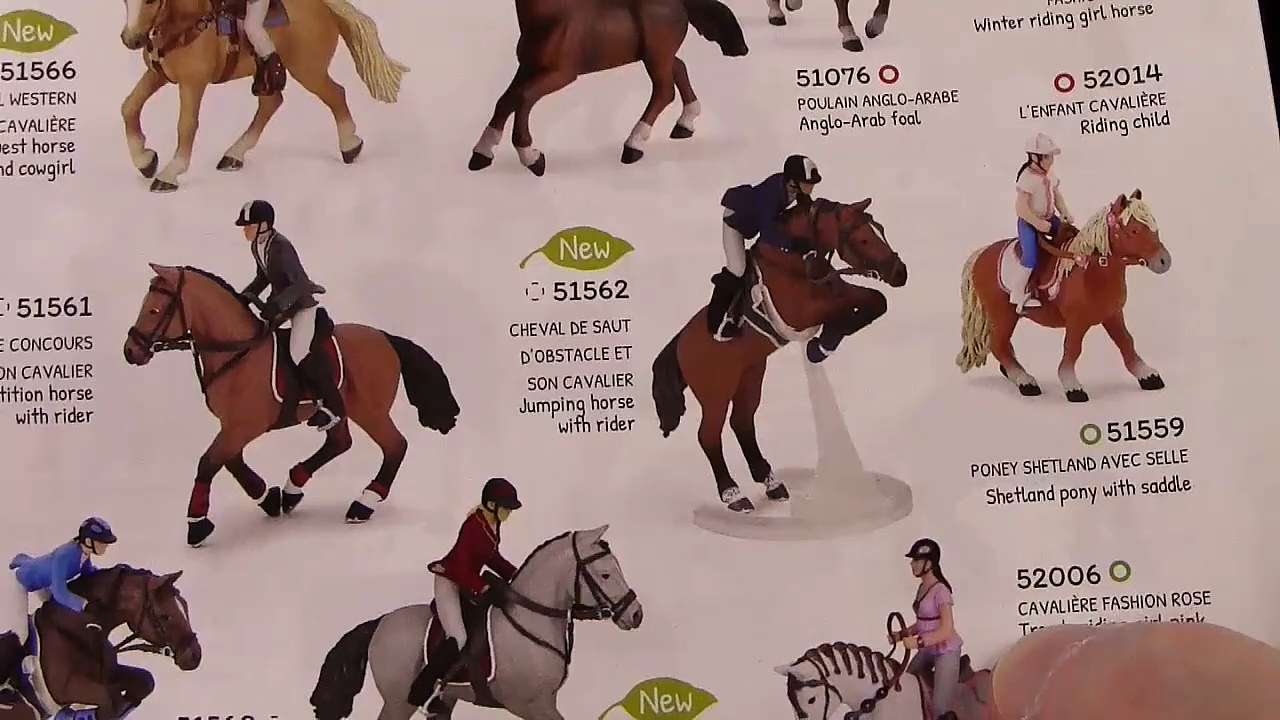 New
51566
L WESTERN
CAVALIÈRE
est horse
nd cowgirl
51076
POULAIN ANGLO-ARABE
Anglo-Arab foal
Winter riding girl horse
52014
L'ENFANT CAVALIÈRE
Riding child
51561
E CONCOURS
ON CAVALIER
tition horse
with rider
New
51562
CHEVAL DE SAUT
D'OBSTACLE ET
SON CAVALIER
Jumping horse
with rider
51559
PONEY SHETLAND AVEC SELLE
Shetland pony with saddle
52006
CAVALIÈRE FASHION ROSE
New